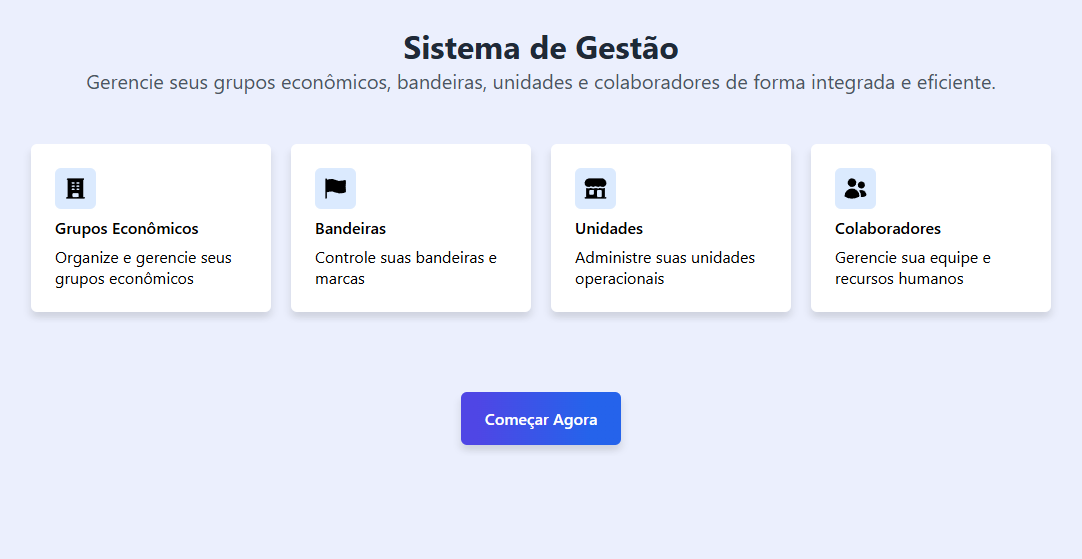 Sistema de Gestão
Gerencie seus grupos econômicos, bandeiras, unidades e colaboradores de forma integrada e eficiente.
Grupos Econômicos
Organize e gerencie seus
grupos econômicos
Bandeiras
Controle suas bandeiras e
marcas
Unidades
Administre suas unidades
operacionais
Colaboradores
Gerencie sua equipe e
recursos humanos
Começar Agora